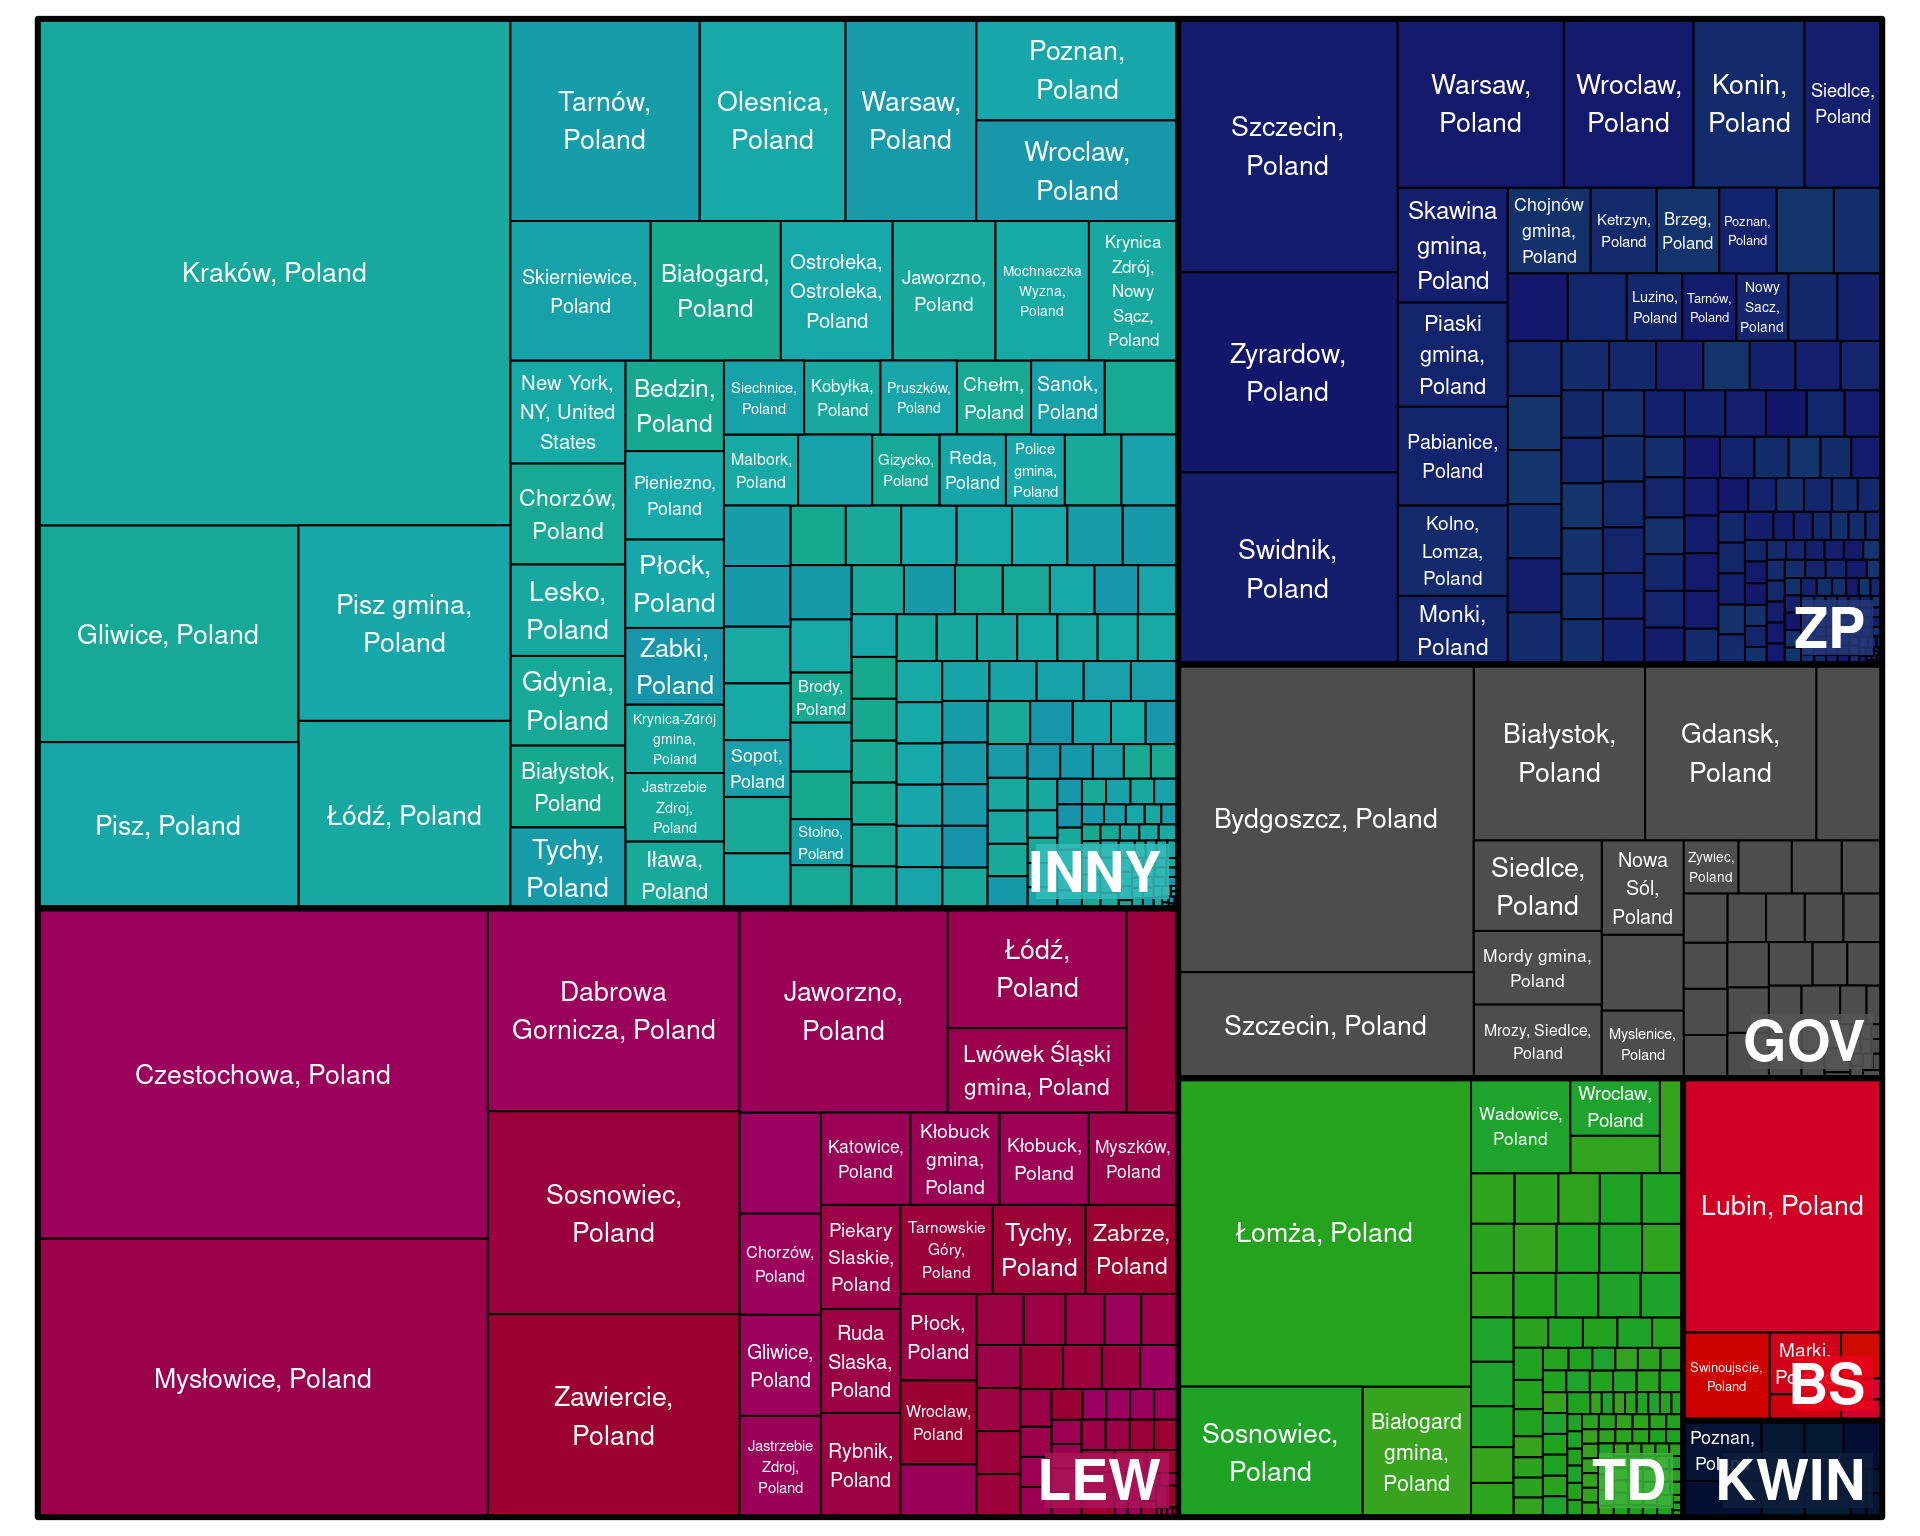 Kraków, Poland
Gliwice, Poland
Pisz gmina,
Poland
Pisz, Poland
Łódź, Poland
Tarnów,
Poland
Olesnica,
Poland
Warsaw,
Poland
Poznan,
Poland
Wroclaw,
Poland
Skierniewice,
Poland
Białogard,
Poland
Ostrołeka,
Ostroleka,
Poland
Jaworzno,
Poland
Mochnaczka
Wyzna,
Poland
Krynica
Zdrój,
Nowy
Sącz,
Poland
New York,
NY, United
States
Chorzów,
Poland
Lesko,
Poland
Gdynia,
Poland
Białystok,
Poland
Tychy,
Poland
Bedzin,
Poland
Pieniezno,
Poland
Płock,
Poland
Zabki,
Poland
Krynica-Zdrój
gmina,
Poland
Jastrzebie
Zdroj,
Poland
Iława,
Poland
Siechnice,
Poland
Kobyłka,
Poland
Pruszków,
Poland
Chełm,
Poland
Sanok,
Poland
Malbork,
Poland
Gizycko,
Poland
Reda,
Poland
Police
gmina,
Poland
Brody,
Poland
Sopot,
Poland
Stolno,
Poland
INNY
Szczecin,
Poland
Zyrardow,
Poland
Swidnik,
Poland
Warsaw,
Poland
Wroclaw,
Poland
Konin,
Poland
Siedlce,
Poland
Skawina
gmina,
Poland
Piaski
gmina,
Poland
Pabianice,
Poland
Kolno,
Lomza,
Poland
Monki,
Poland
Chojnów
gmina,
Poland
Ketrzyn,
Poland
Brzeg,
Poland
Poznan,
Poland
Luzino,
Poland
Tarnów,
Poland
Nowy
Sacz,
Poland
ZP
Bydgoszcz, Poland
Szczecin, Poland
Białystok,
Poland
Gdansk,
Poland
Siedlce,
Poland
Mordy gmina,
Poland
Mrozy, Siedlce,
Poland
Nowa
Sól,
Poland
Myslenice,
Poland
Zywiec,
Poland
GOV
Czestochowa, Poland
Mysłowice, Poland
Dabrowa
Gornicza, Poland
Sosnowiec,
Poland
Zawiercie,
Poland
Jaworzno,
Poland
Łódź,
Poland
Lwówek Śląski
gmina, Poland
Chorzów,
Poland
Gliwice,
Poland
Jastrzebie
Zdroj,
Poland
Katowice,
Poland
Kłobuck
gmina,
Poland
Kłobuck,
Poland
Myszków,
Poland
Piekary
Slaskie,
Poland
Ruda
Slaska,
Poland
Rybnik,
Poland
Tarnowskie
Góry,
Poland
Tychy,
Poland
Zabrze,
Poland
Płock,
Poland
Wroclaw,
Poland
LEW
Łomża, Poland
Sosnowiec,
Poland
Białogard
gmina,
Poland
Wadowice,
Poland
Wroclaw,
Poland
TD
Lubin, Poland
Swinoujscie,
Poland
Marki,
BS
Poznan,
KWIN